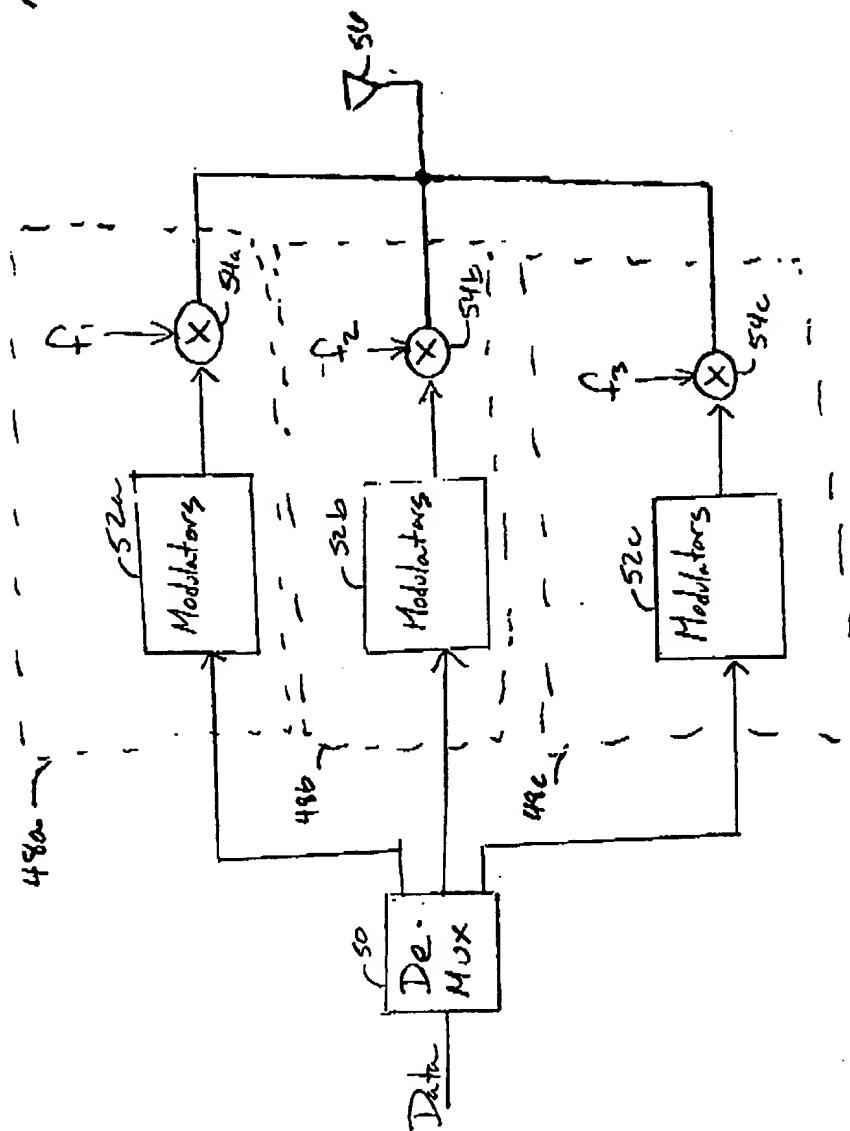 48a
52a
Modulators
f1
54a
48b
52b
Modulators
f2
54b
56
Data
50
De.
Mux
48c
52c
Modulators
f3
54c